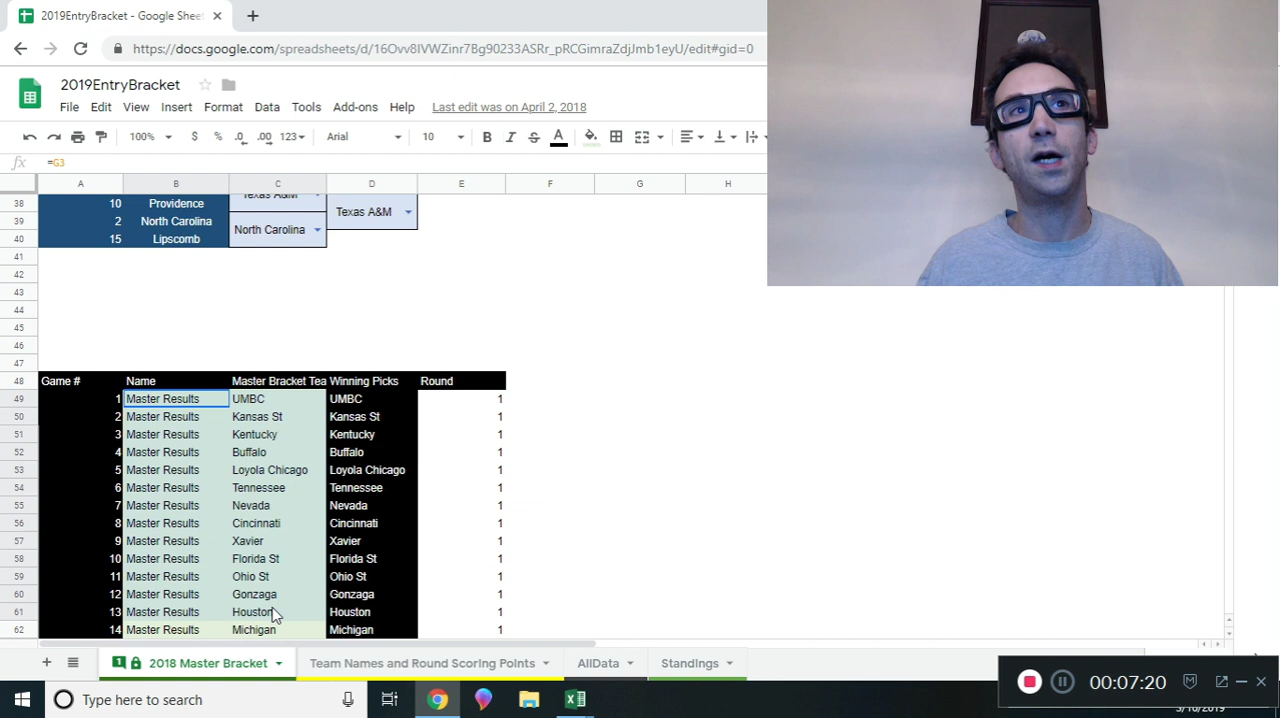 2019EntryBracket - Google Shee
https://docs.google.com/spreadsheets/d/16Ovv8IVWZinr7Bg90233ASRr_pRCGimraZdjJmb1eyU/edit#gid=0
2019EntryBracket
File Edit View Insert Format Data Tools Add-ons Help Last edit was on April 2, 2018
100% $ % .0 .00 123 Arial 10 B I S A
fx =G3
A B C D E F G H
38 10 Providence Texas A&M
39 2 North Carolina Texas A&M
40 15 Lipscomb North Carolina
41
42
43
44
45
46
47
48 Game # Name Master Bracket Tea Winning Picks Round
49 1 Master Results UMBC UMBC 1
50 2 Master Results Kansas St Kansas St 1
51 3 Master Results Kentucky Kentucky 1
52 4 Master Results Buffalo Buffalo 1
53 5 Master Results Loyola Chicago Loyola Chicago 1
54 6 Master Results Tennessee Tennessee 1
55 7 Master Results Nevada Nevada 1
56 8 Master Results Cincinnati Cincinnati 1
57 9 Master Results Xavier Xavier 1
58 10 Master Results Florida St Florida St 1
59 11 Master Results Ohio St Ohio St 1
60 12 Master Results Gonzaga Gonzaga 1
61 13 Master Results Houston Houston 1
62 14 Master Results Michigan Michigan 1
1 2018 Master Bracket Team Names and Round Scoring Points AllData Standings
00:07:20
Type here to search